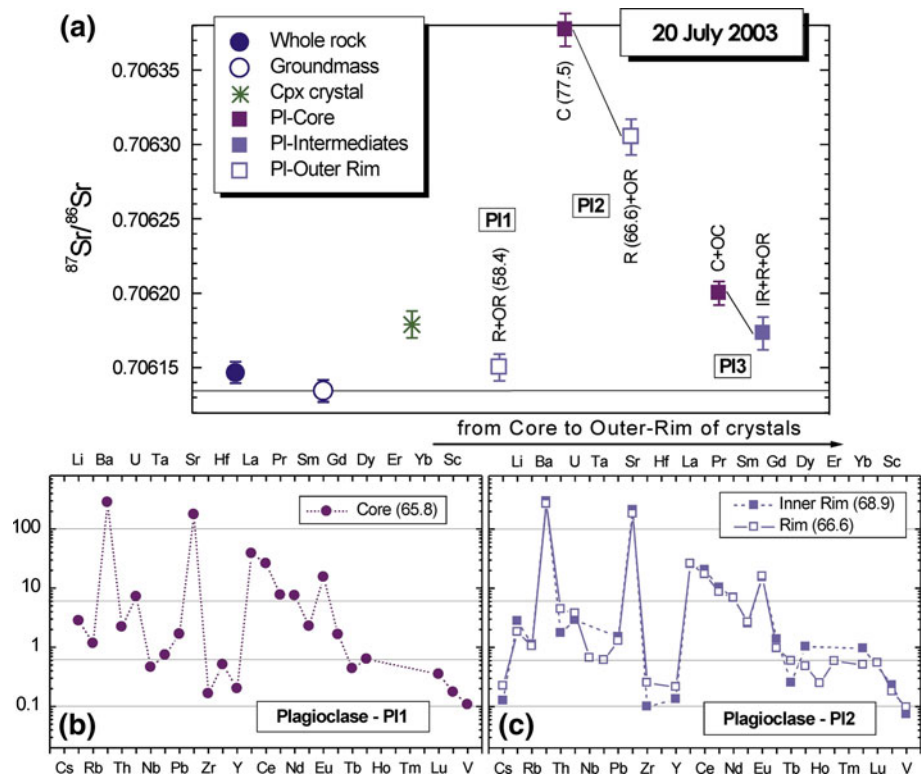 (a)
20 July 2003
Whole rock
Groundmass
Cpx crystal
Pl-Core
Pl-Intermediates
Pl-Outer Rim
87Sr/86Sr
0.70635
0.70630
0.70625
0.70620
0.70615
C (77.5)
Pl2
R (66.6)+OR
Pl1
R+OR (58.4)
C+OC
IR+R+OR
Pl3
from Core to Outer-Rim of crystals
Li Ba U Ta Sr Hf La Pr Sm Gd Dy Er Yb Sc
Li Ba U Ta Sr Hf La Pr Sm Gd Dy Er Yb Sc
100
10
1
0.1
Core (65.8)
(b)
Plagioclase - Pl1
Inner Rim (68.9)
Rim (66.6)
(c)
Plagioclase - Pl2
Cs Rb Th Nb Pb Zr Y Ce Nd Eu Tb Ho Tm Lu V
Cs Rb Th Nb Pb Zr Y Ce Nd Eu Tb Ho Tm Lu V